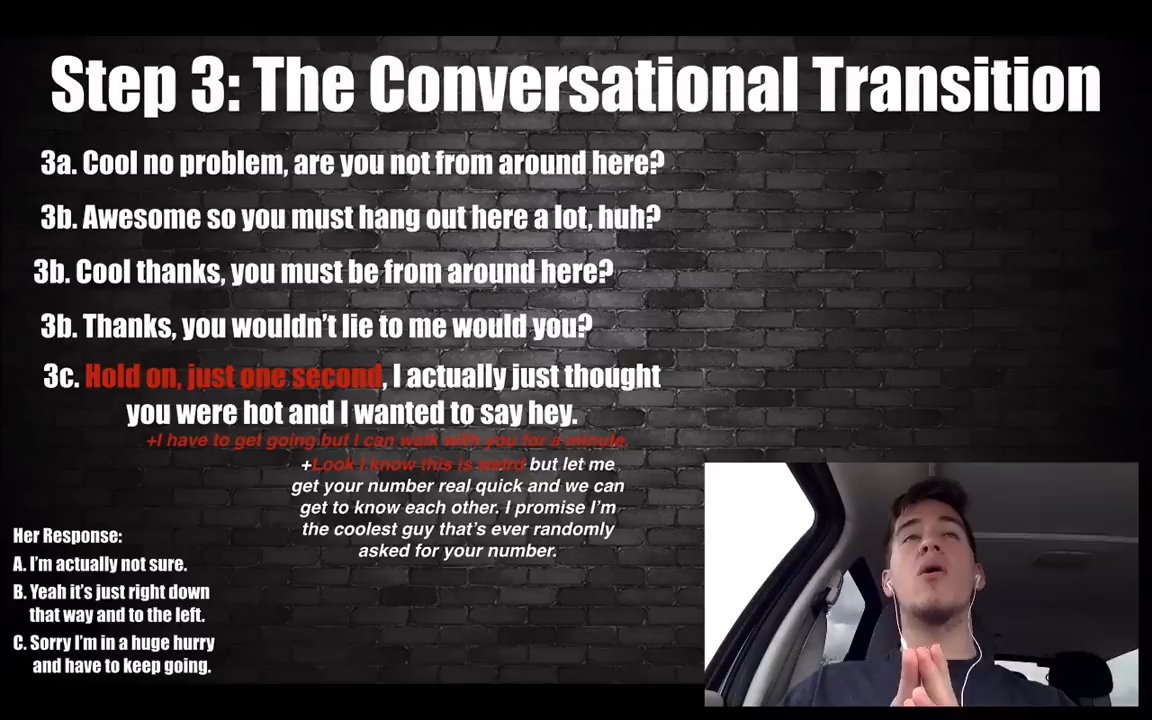 Step 3: The Conversational Transition
3a. Cool no problem, are you not from around here?
3b. Awesome so you must hang out here a lot, huh?
3b. Cool thanks, you must be from around here?
3b. Thanks, you wouldn't lie to me would you?
3c. Hold on, just one second, I actually just thought
you were hot and I wanted to say hey.
+I have to get going but I can walk with you for a minute.
+Look I know this is weird but let me
get your number real quick and we can
get to know each other. I promise I'm
the coolest guy that's ever randomly
asked for your number.
Her Response:
A. I'm actually not sure.
B. Yeah it's just right down
that way and to the left.
C. Sorry I'm in a huge hurry
and have to keep going.